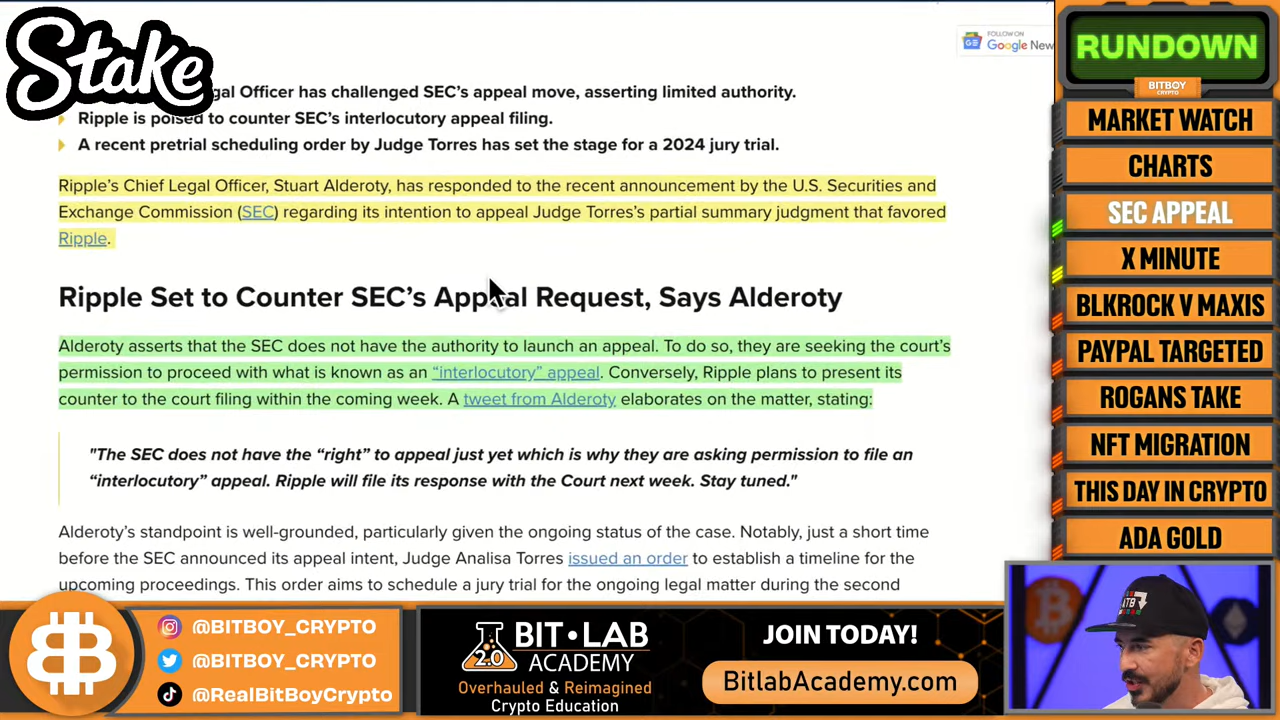 Stake
FOLLOW ON
Google New
gal Officer has challenged SEC’s appeal move, asserting limited authority.
Ripple is poised to counter SEC’s interlocutory appeal filing.
A recent pretrial scheduling order by Judge Torres has set the stage for a 2024 jury trial.
Ripple’s Chief Legal Officer, Stuart Alderoty, has responded to the recent announcement by the U.S. Securities and
Exchange Commission (SEC) regarding its intention to appeal Judge Torres’s partial summary judgment that favored
Ripple.
Ripple Set to Counter SEC’s Appeal Request, Says Alderoty
Alderoty asserts that the SEC does not have the authority to launch an appeal. To do so, they are seeking the court’s
permission to proceed with what is known as an “interlocutory” appeal. Conversely, Ripple plans to present its
counter to the court filing within the coming week. A tweet from Alderoty elaborates on the matter, stating:
"The SEC does not have the “right” to appeal just yet which is why they are asking permission to file an
“interlocutory” appeal. Ripple will file its response with the Court next week. Stay tuned."
Alderoty’s standpoint is well-grounded, particularly given the ongoing status of the case. Notably, just a short time
before the SEC announced its appeal intent, Judge Analisa Torres issued an order to establish a timeline for the
upcoming proceedings. This order aims to schedule a jury trial for the ongoing legal matter during the second
RUNDOWN
BITBOY
CRYPTO
MARKET WATCH
CHARTS
SEC APPEAL
X MINUTE
BLKROCK V MAXIS
PAYPAL TARGETED
ROGANS TAKE
NFT MIGRATION
THIS DAY IN CRYPTO
ADA GOLD
@BITBOY_CRYPTO
@BITBOY_CRYPTO
@RealBitBoyCrypto
2.0
BIT•LAB
ACADEMY
Overhauled & Reimagined
Crypto Education
JOIN TODAY!
BitlabAcademy.com